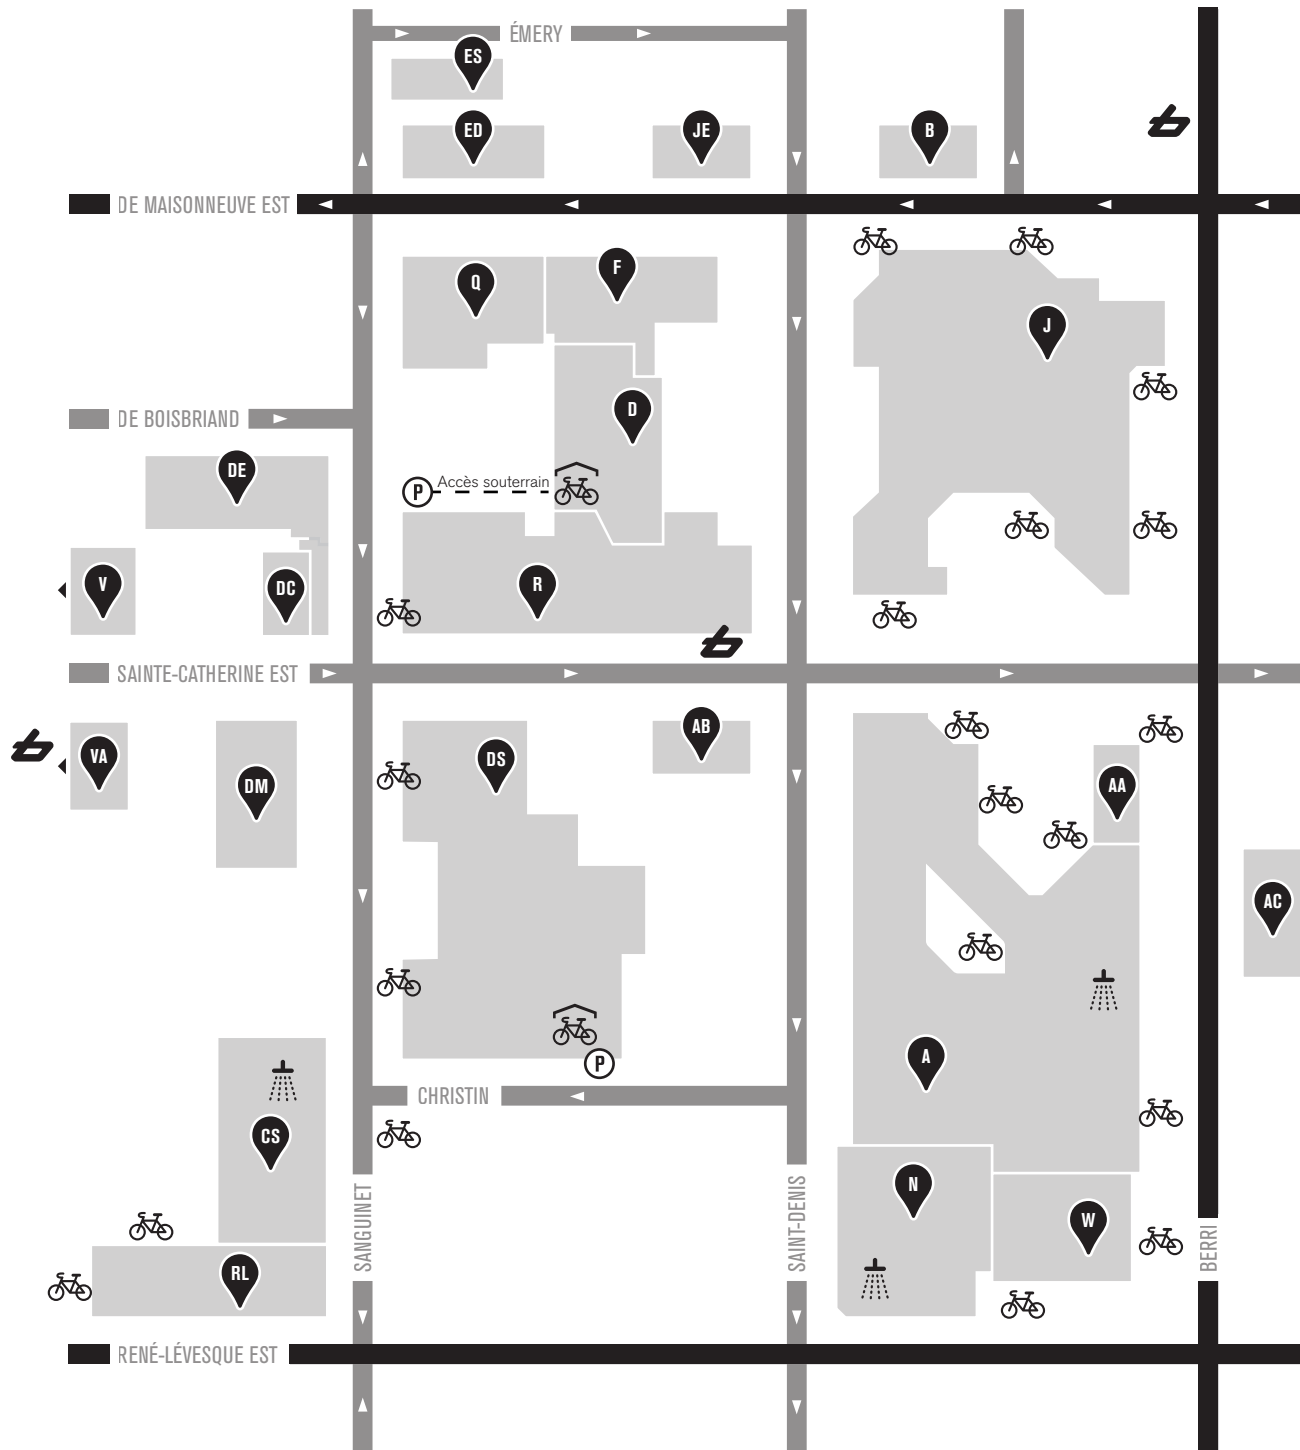 ÉMERY
ES
ED
JE
B
DE MAISONNEUVE EST
Q
F
J
D
DE BOISBRIAND
DE
P
Accès souterrain
V
DC
R
SAINTE-CATHERINE EST
VA
DM
DS
AB
AA
AC
A
P
CHRISTIN
CS
N
W
RL
SANGUINET
SAINT-DENIS
BERRI
RENÉ-LÉVESQUE EST